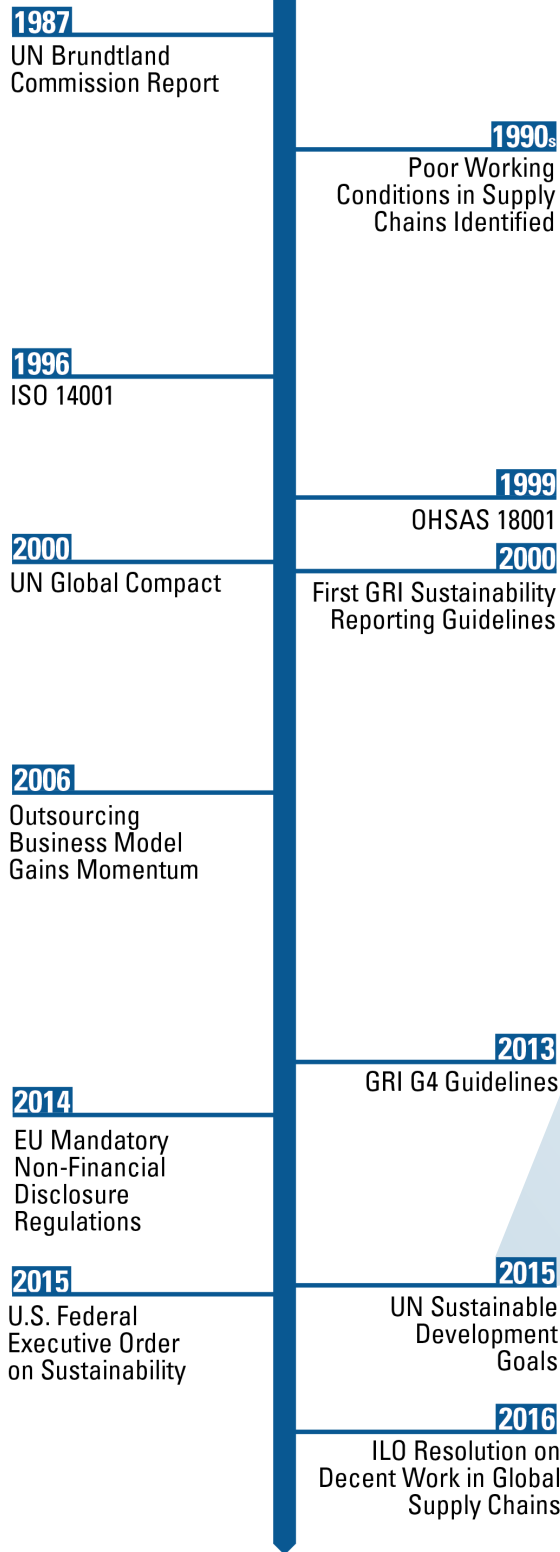 1987
UN Brundtland
Commission Report
1990s
Poor Working
Conditions in Supply
Chains Identified
1996
ISO 14001
1999
OHSAS 18001
2000
UN Global Compact
2000
First GRI Sustainability
Reporting Guidelines
2006
Outsourcing
Business Model
Gains Momentum
2013
GRI G4 Guidelines
2014
EU Mandatory
Non-Financial
Disclosure
Regulations
2015
UN Sustainable
Development
Goals
2015
U.S. Federal
Executive Order
on Sustainability
2016
ILO Resolution on
Decent Work in Global
Supply Chains